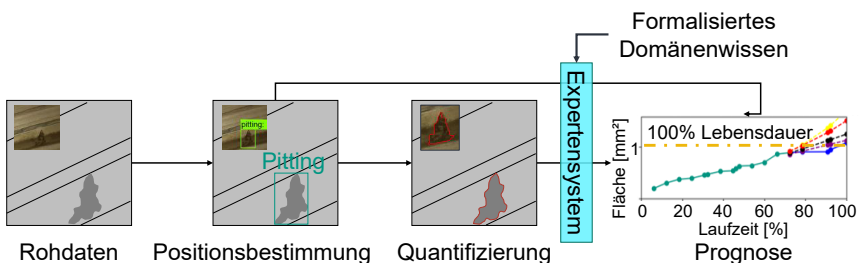 Formalisiertes
Domänenwissen
Expertensystem
pitting:
Pitting
100% Lebensdauer
Fläche [mm²]
1
0 20 40 60 80 100
Laufzeit [%]
Rohdaten
Positionsbestimmung
Quantifizierung
Prognose